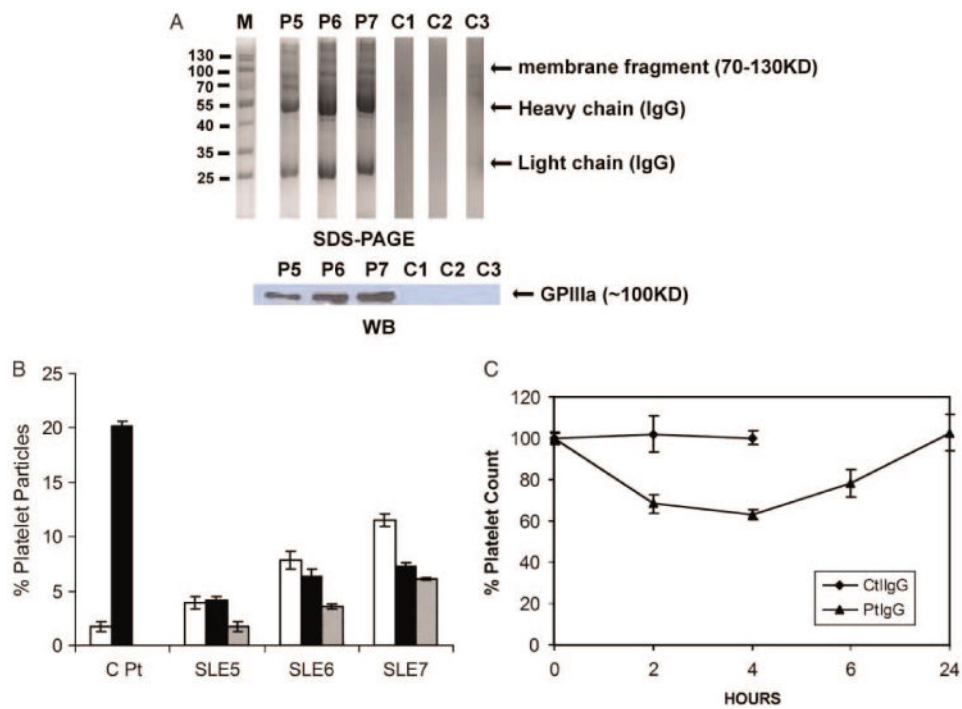 A
M P5 P6 P7 C1 C2 C3
130
100
70
55
40
35
25
membrane fragment (70-130KD)
Heavy chain (IgG)
Light chain (IgG)
SDS-PAGE
P5 P6 P7 C1 C2 C3
GPIIIa (~100KD)
WB
B
% Platelet Particles
25
20
15
10
5
0
C Pt SLE5 SLE6 SLE7
C
% Platelet Count
120
100
80
60
40
20
0
0 2 4 6 24
HOURS
CtlIgG
PtIgG